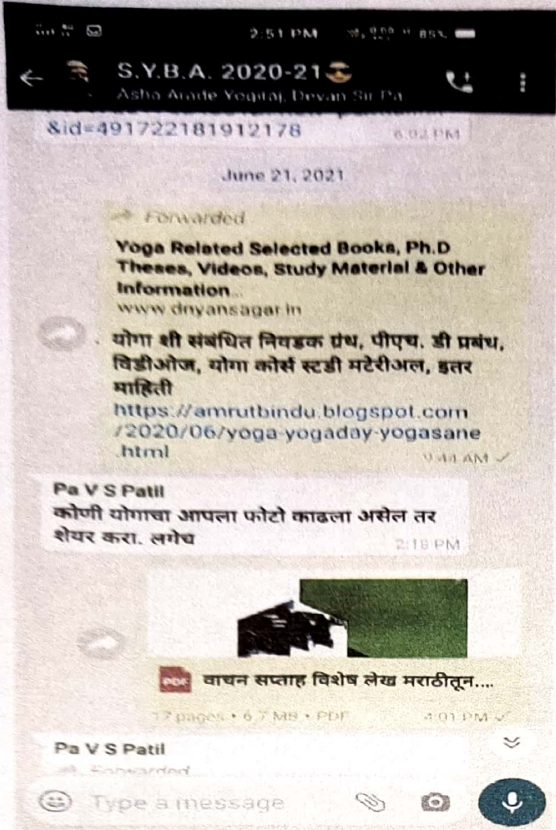 2:51 PM 85%
S.Y.B.A. 2020-21
Asha Arade Yogitaj, Devan Sir Pa
&id=491722181912178
6:02 PM
June 21, 2021
Forwarded
Yoga Related Selected Books, Ph.D
Theses, Videos, Study Material & Other
Information...
www.dnyansagar.in
योगा शी संबंधित निवडक ग्रंथ, पीएच. डी प्रबंध,
विडीओज, योगा कोर्स स्टडी मटेरीअल, इतर
माहिती
https://amrutbindu.blogspot.com
/2020/06/yoga-yogaday-yogasane
.html
9:44 AM
Pa V S Patil
कोणी योगाचा आपला फोटो काढला असेल तर
शेयर करा. लगेच
2:18 PM
PDF वाचन सप्ताह विशेष लेख मराठीतून....
17 pages • 6.7 MB • PDF 4:01 PM
Pa V S Patil
Forwarded
Type a message